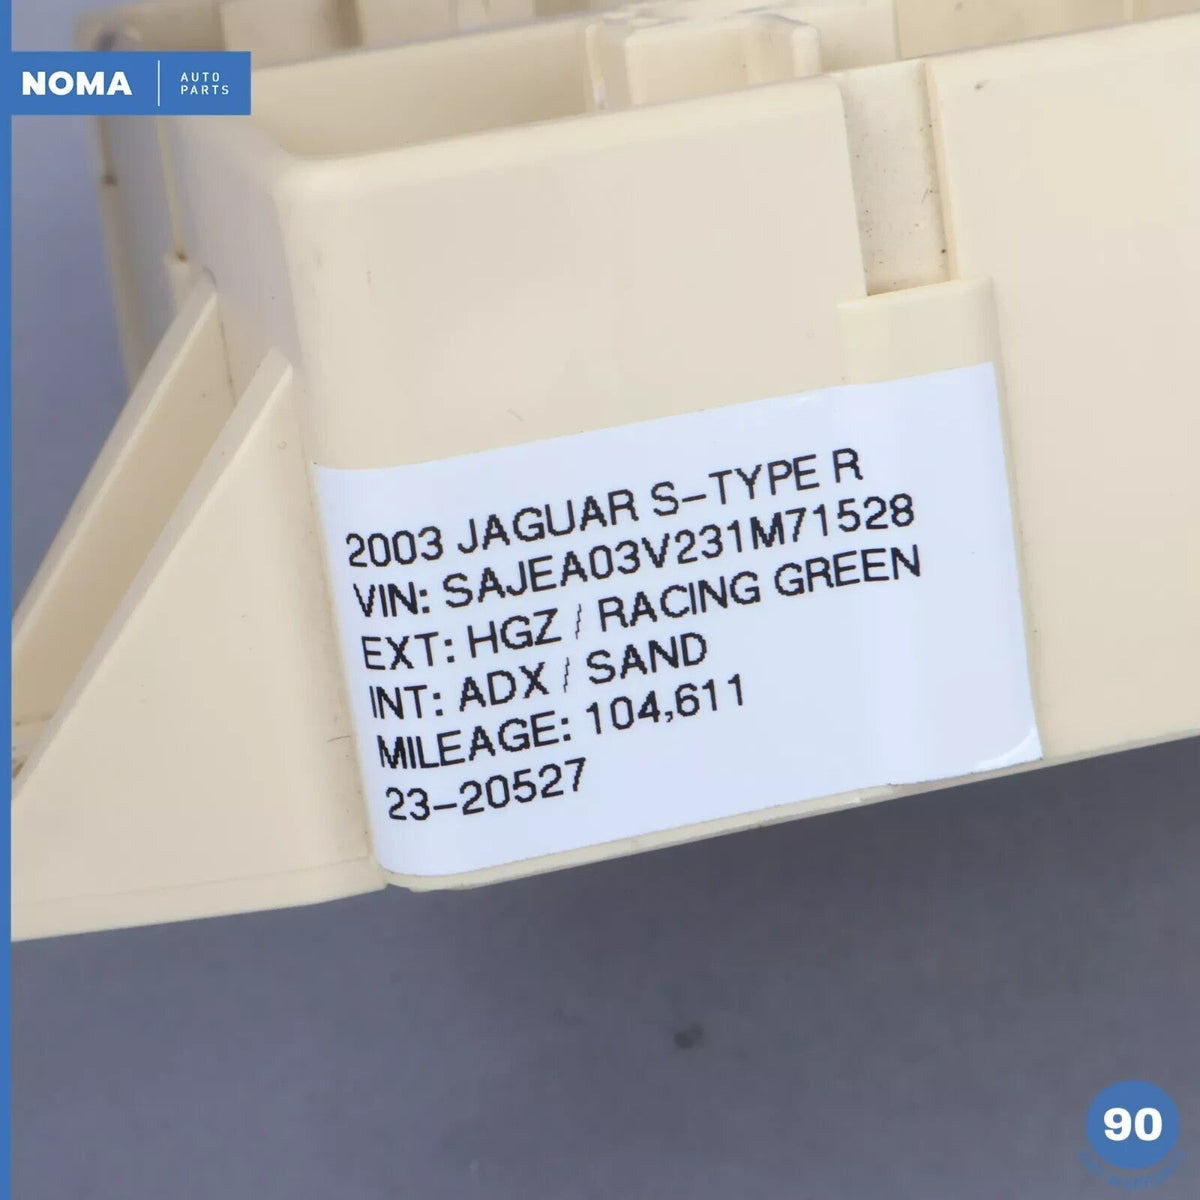 NOMA
AUTO
PARTS
2003 JAGUAR S-TYPE R
VIN: SAJEA03V231M71528
EXT: HGZ / RACING GREEN
INT: ADX / SAND
MILEAGE: 104,611
23-20527
90